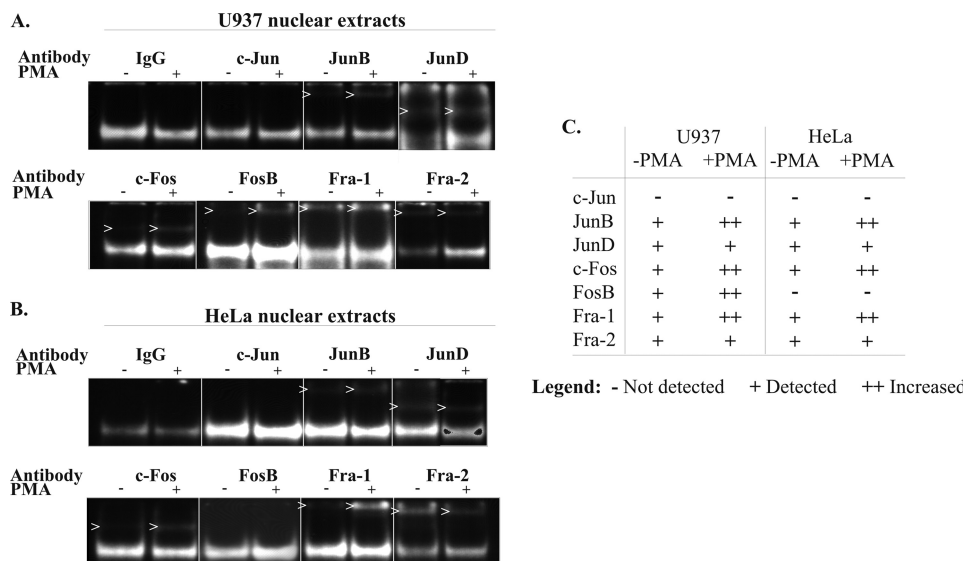 A.
U937 nuclear extracts
Antibody IgG c-Jun JunB JunD
PMA - + - + - + - +
> > > >
Antibody c-Fos FosB Fra-1 Fra-2
PMA - + - + - + - +
> > > > > > > >
B.
HeLa nuclear extracts
Antibody IgG c-Jun JunB JunD
PMA - + - + - + - +
> > > >
Antibody c-Fos FosB Fra-1 Fra-2
PMA - + - + - + - +
> > > > > >
C.
U937 HeLa
-PMA +PMA -PMA +PMA
c-Jun - - - -
JunB + ++ + ++
JunD + + + +
c-Fos + ++ + ++
FosB + ++ - -
Fra-1 + ++ + ++
Fra-2 + + + +
Legend: - Not detected + Detected ++ Increased